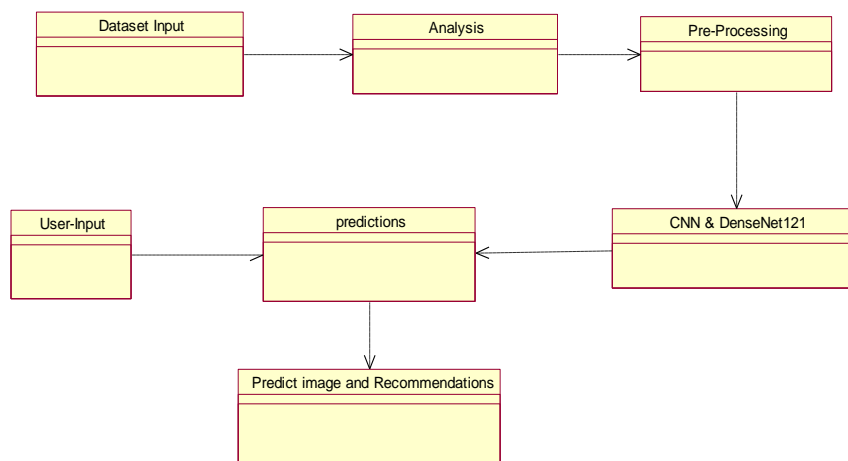 Dataset Input
Analysis
Pre-Processing
User-Input
predictions
CNN & DenseNet121
Predict image and Recommendations